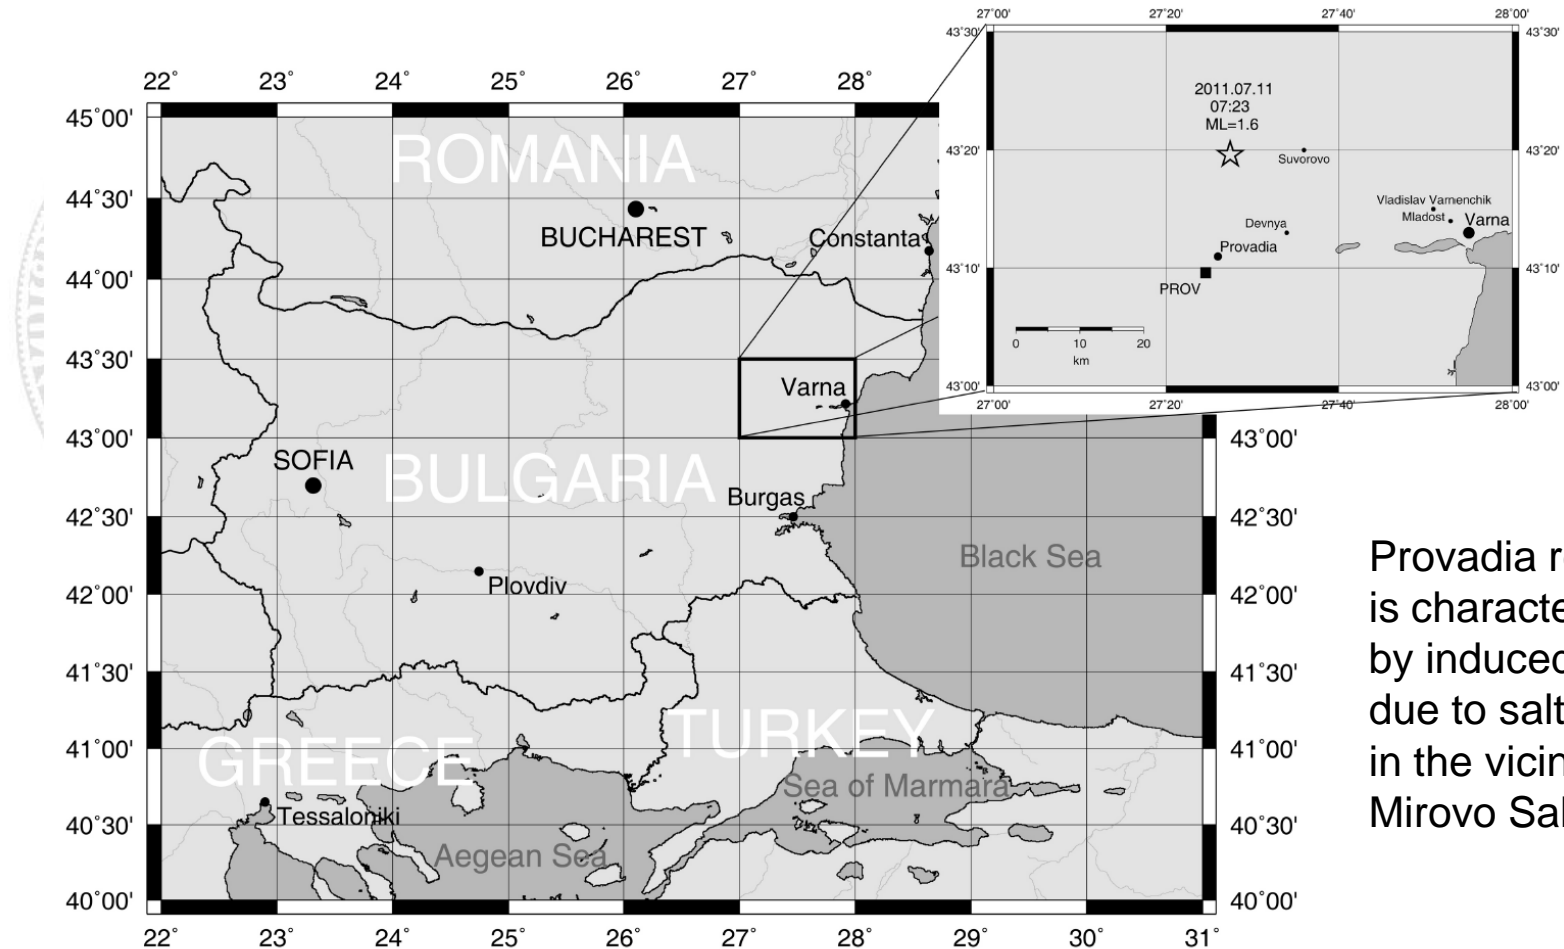 27°00'
27°20'
27°40'
28°00'
43°30'
43°30'
2011.07.11
07:23
ML=1.6
43°20'
43°20'
Suvorovo
Vladislav Varnenchik
Mladost
Varna
Devnya
Provadia
43°10'
43°10'
PROV
0 10 20
km
43°00'
43°00'
27°00'
27°20'
27°40'
28°00'
22° 23° 24° 25° 26° 27° 28°
45°00'
ROMANIA
44°30'
BUCHAREST
Constanta
44°00'
43°30'
Varna
43°00'
43°00'
SOFIA
BULGARIA
Burgas
42°30'
42°30'
Black Sea
Plovdiv
42°00'
42°00'
41°30'
41°30'
TURKEY
GREECE
41°00'
41°00'
Sea of Marmara
Tessaloniki
40°30'
40°30'
Aegean Sea
40°00'
40°00'
22° 23° 24° 25° 26° 27° 28° 29° 30° 31°
Provadia
is
by induced
due to salt
in the
Mirovo